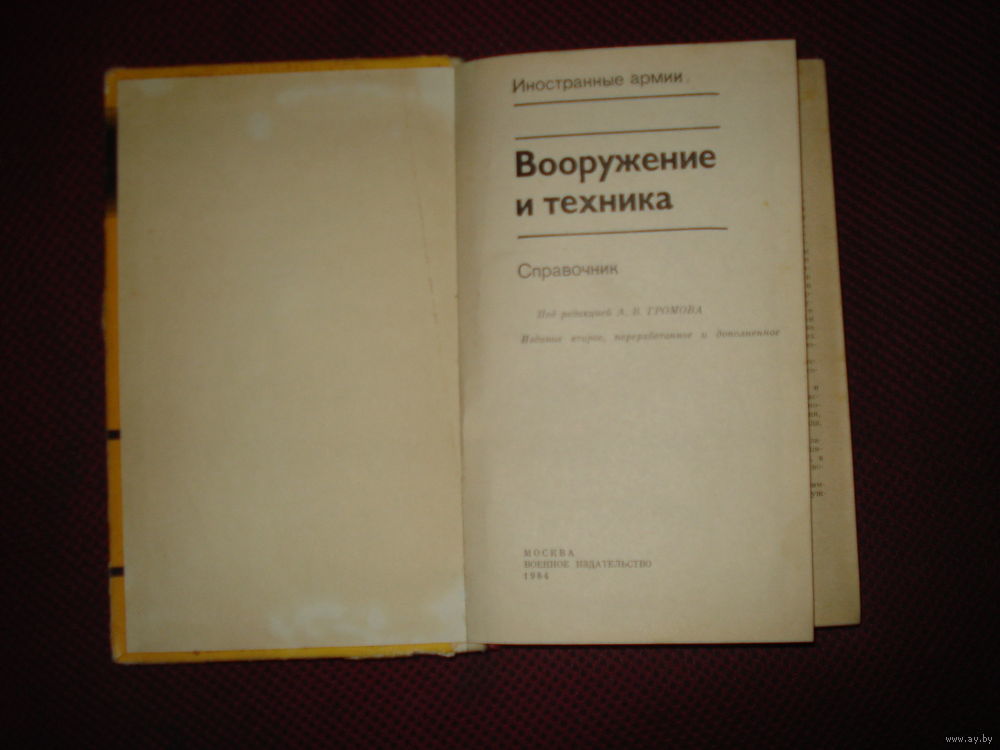 Иностранные армии
Вооружение
и техника
Справочник
Под редакцией А. В. ГРОМОВА
Издание второе, переработанное и дополненное
МОСКВА
ВОЕННОЕ ИЗДАТЕЛЬСТВО
1984
www.ay.by